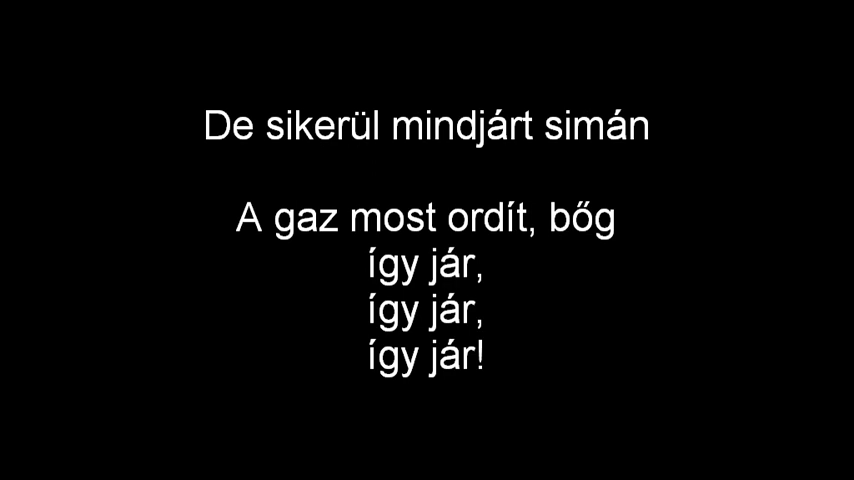 De sikerül mindjárt simán
A gaz most ordít, bőg
így jár,
így jár,
így jár!